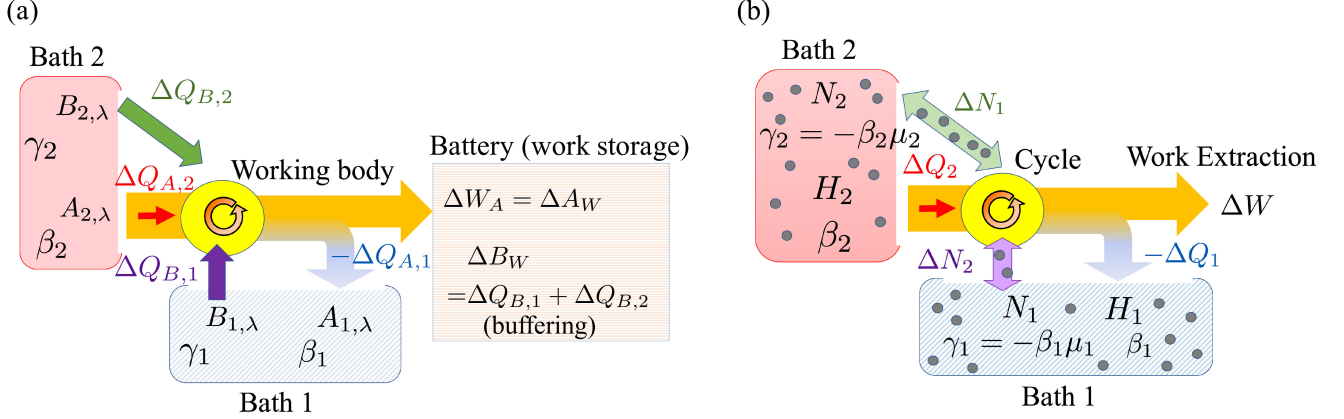 (a)
Bath 2
B_{2,λ}
γ_2
A_{2,λ}
β_2
ΔQ_{B,2}
ΔQ_{A,2}
Working body
ΔQ_{B,1}
−ΔQ_{A,1}
B_{1,λ} A_{1,λ}
γ_1 β_1
Bath 1
Battery (work storage)
ΔW_A = ΔA_W
ΔB_W
=ΔQ_{B,1} + ΔQ_{B,2}
(buffering)
(b)
Bath 2
N_2
γ_2 = −β_2μ_2
H_2
β_2
ΔN_1
ΔQ_2
Cycle
Work Extraction
ΔW
ΔN_2
−ΔQ_1
N_1 H_1
γ_1 = −β_1μ_1 β_1
Bath 1